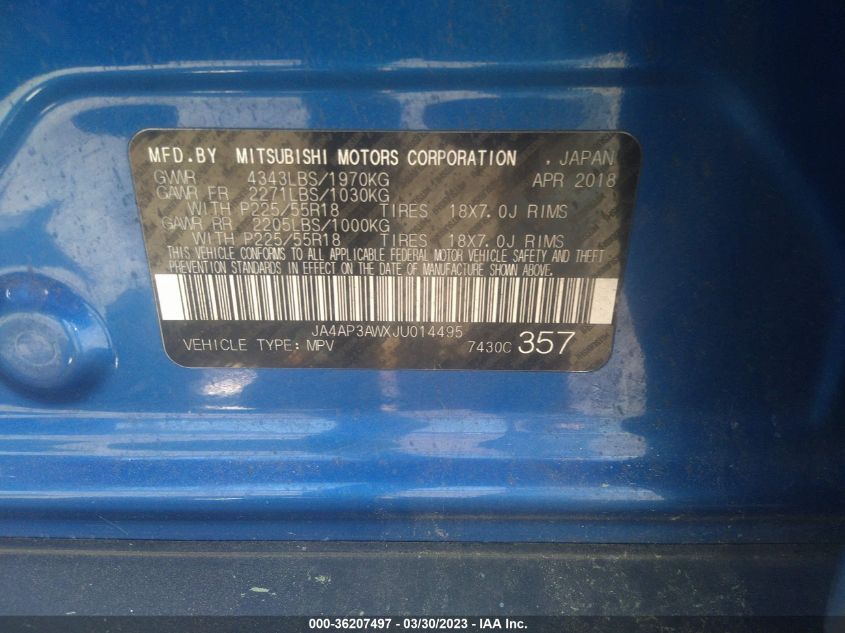 MFD.BY MITSUBISHI MOTORS CORPORATION . JAPAN
GVWR 4343LBS/1970KG APR 2018
GAWR FR 2271LBS/1030KG
WITH P225/55R18 TIRES 18X7.0J RIMS
GAWR RR 2205LBS/1000KG
WITH P225/55R18 TIRES 18X7.0J RIMS
THIS VEHICLE CONFORMS TO ALL APPLICABLE FEDERAL MOTOR VEHICLE SAFETY AND THEFT
PREVENTION STANDARDS IN EFFECT ON THE DATE OF MANUFACTURE SHOWN ABOVE.
JA4AP3AWXJU014495
VEHICLE TYPE: MPV 7430C 357
000-36207497 - 03/30/2023 - IAA Inc.